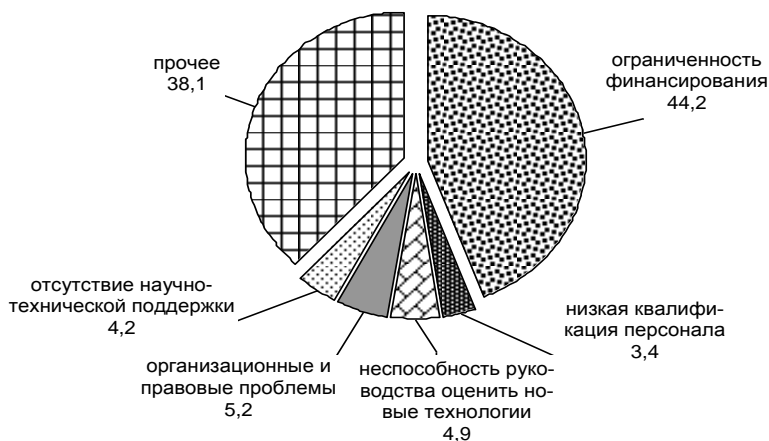 прочее
38,1
ограниченность
финансирования
44,2
отсутствие научно-
технической поддержки
4,2
низкая квалифи-
кация персонала
3,4
организационные и
правовые проблемы
5,2
неспособность руко-
водства оценить но-
вые технологии
4,9